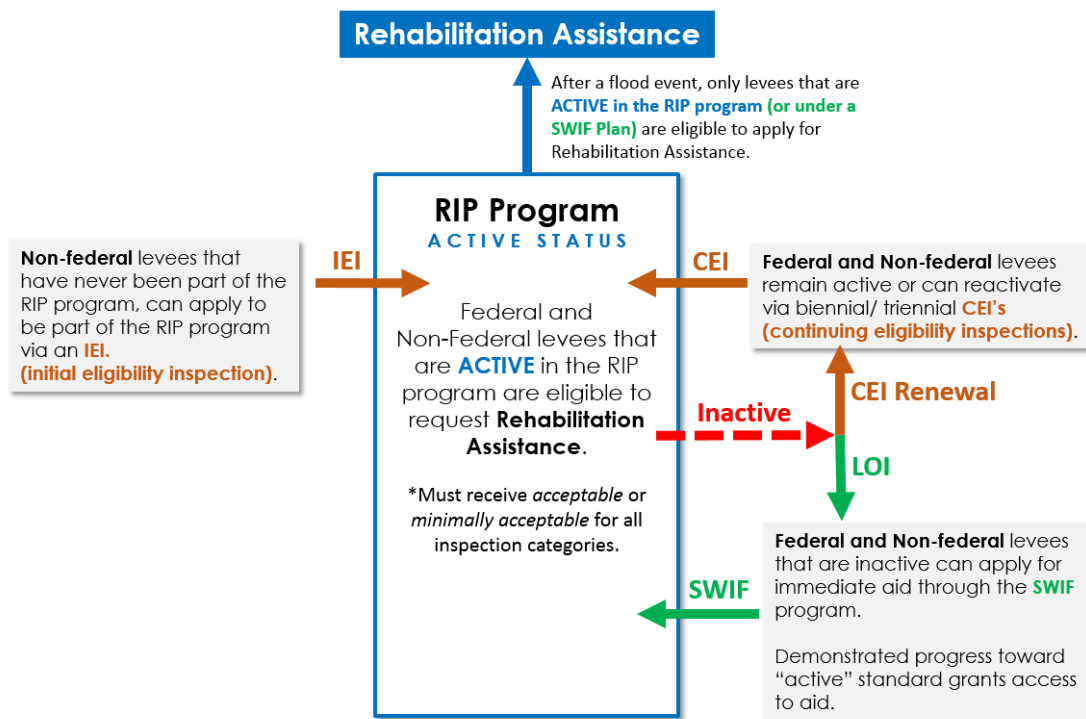 Rehabilitation Assistance
After a flood event, only levees that are
ACTIVE in the RIP program (or under a
SWIF Plan) are eligible to apply for
Rehabilitation Assistance.
RIP Program
ACTIVE STATUS
IEI
Non-federal levees that
have never been part of the
RIP program, can apply to
be part of the RIP program
via an IEI.
(initial eligibility inspection).
CEI
Federal and Non-federal levees
remain active or can reactivate
via biennial/ triennial CEI's
(continuing eligibility inspections).
Federal and
Non-Federal levees that
are ACTIVE in the RIP
program are eligible to
request Rehabilitation
Assistance.
*Must receive acceptable or
minimally acceptable for all
inspection categories.
Inactive
CEI Renewal
LOI
Federal and Non-federal levees
that are inactive can apply for
immediate aid through the SWIF
program.
Demonstrated progress toward
“active” standard grants access
to aid.
SWIF